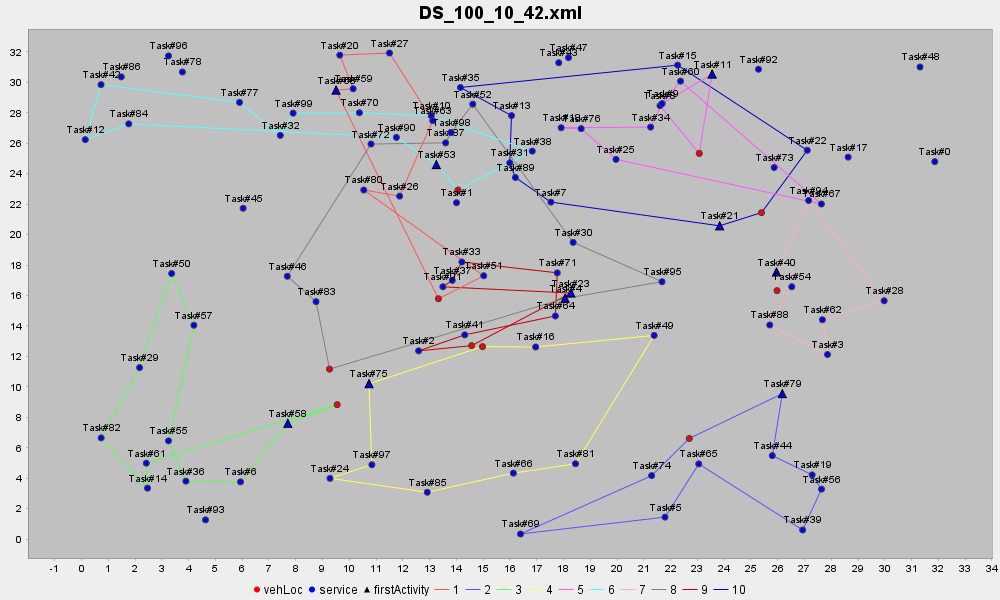 DS_100_10_42.xml
32
30
28
26
24
22
20
18
16
14
12
10
8
6
4
2
0
-1 0 1 2 3 4 5 6 7 8 9 10 11 12 13 14 15 16 17 18 19 20 21 22 23 24 25 26 27 28 29 30 31 32 33 34
Task#96
Task#20
Task#27
Task#47
Task#15
Task#48
Task#86
Task#78
Task#42
Task#59
Task#35
Task#60
Task#11
Task#92
Task#77
Task#99
Task#70
Task#10
Task#63
Task#52
Task#13
Task#84
Task#12
Task#32
Task#72
Task#90
Task#98
Task#87
Task#76
Task#34
Task#53
Task#31
Task#38
Task#89
Task#25
Task#73
Task#22
Task#17
Task#0
Task#45
Task#80
Task#26
Task#1
Task#7
Task#21
Task#94
Task#67
Task#30
Task#50
Task#46
Task#33
Task#37
Task#51
Task#71
Task#95
Task#40
Task#54
Task#28
Task#83
Task#23
Task#64
Task#57
Task#41
Task#2
Task#16
Task#49
Task#88
Task#62
Task#3
Task#29
Task#75
Task#79
Task#58
Task#82
Task#55
Task#61
Task#14
Task#36
Task#6
Task#97
Task#24
Task#85
Task#66
Task#81
Task#74
Task#65
Task#44
Task#19
Task#56
Task#93
Task#69
Task#5
Task#39
vehLoc service firstActivity 1 2 3 4 5 6 7 8 9 10